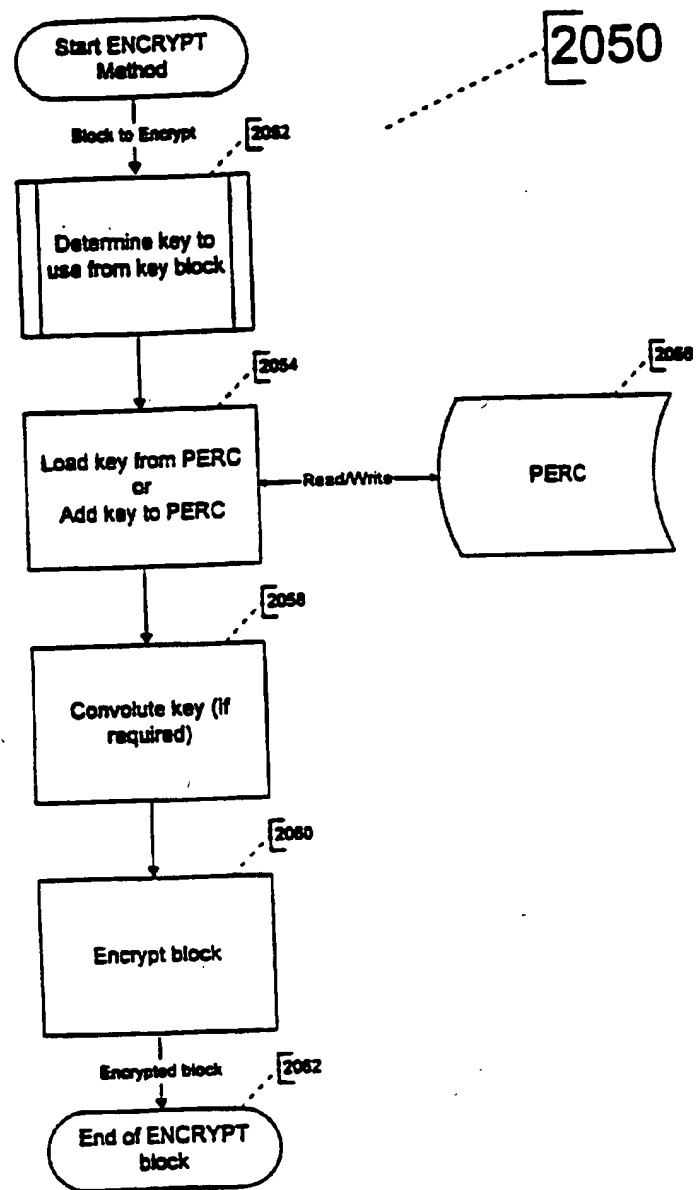 Start ENCRYPT
Method
2050
Block to Encrypt
2052
Determine key to
use from key block
2054
Load key from PERC
or
Add key to PERC
Read/Write
2056
PERC
2058
Convolute key (if
required)
2060
Encrypt block
Encrypted block
2062
End of ENCRYPT
block